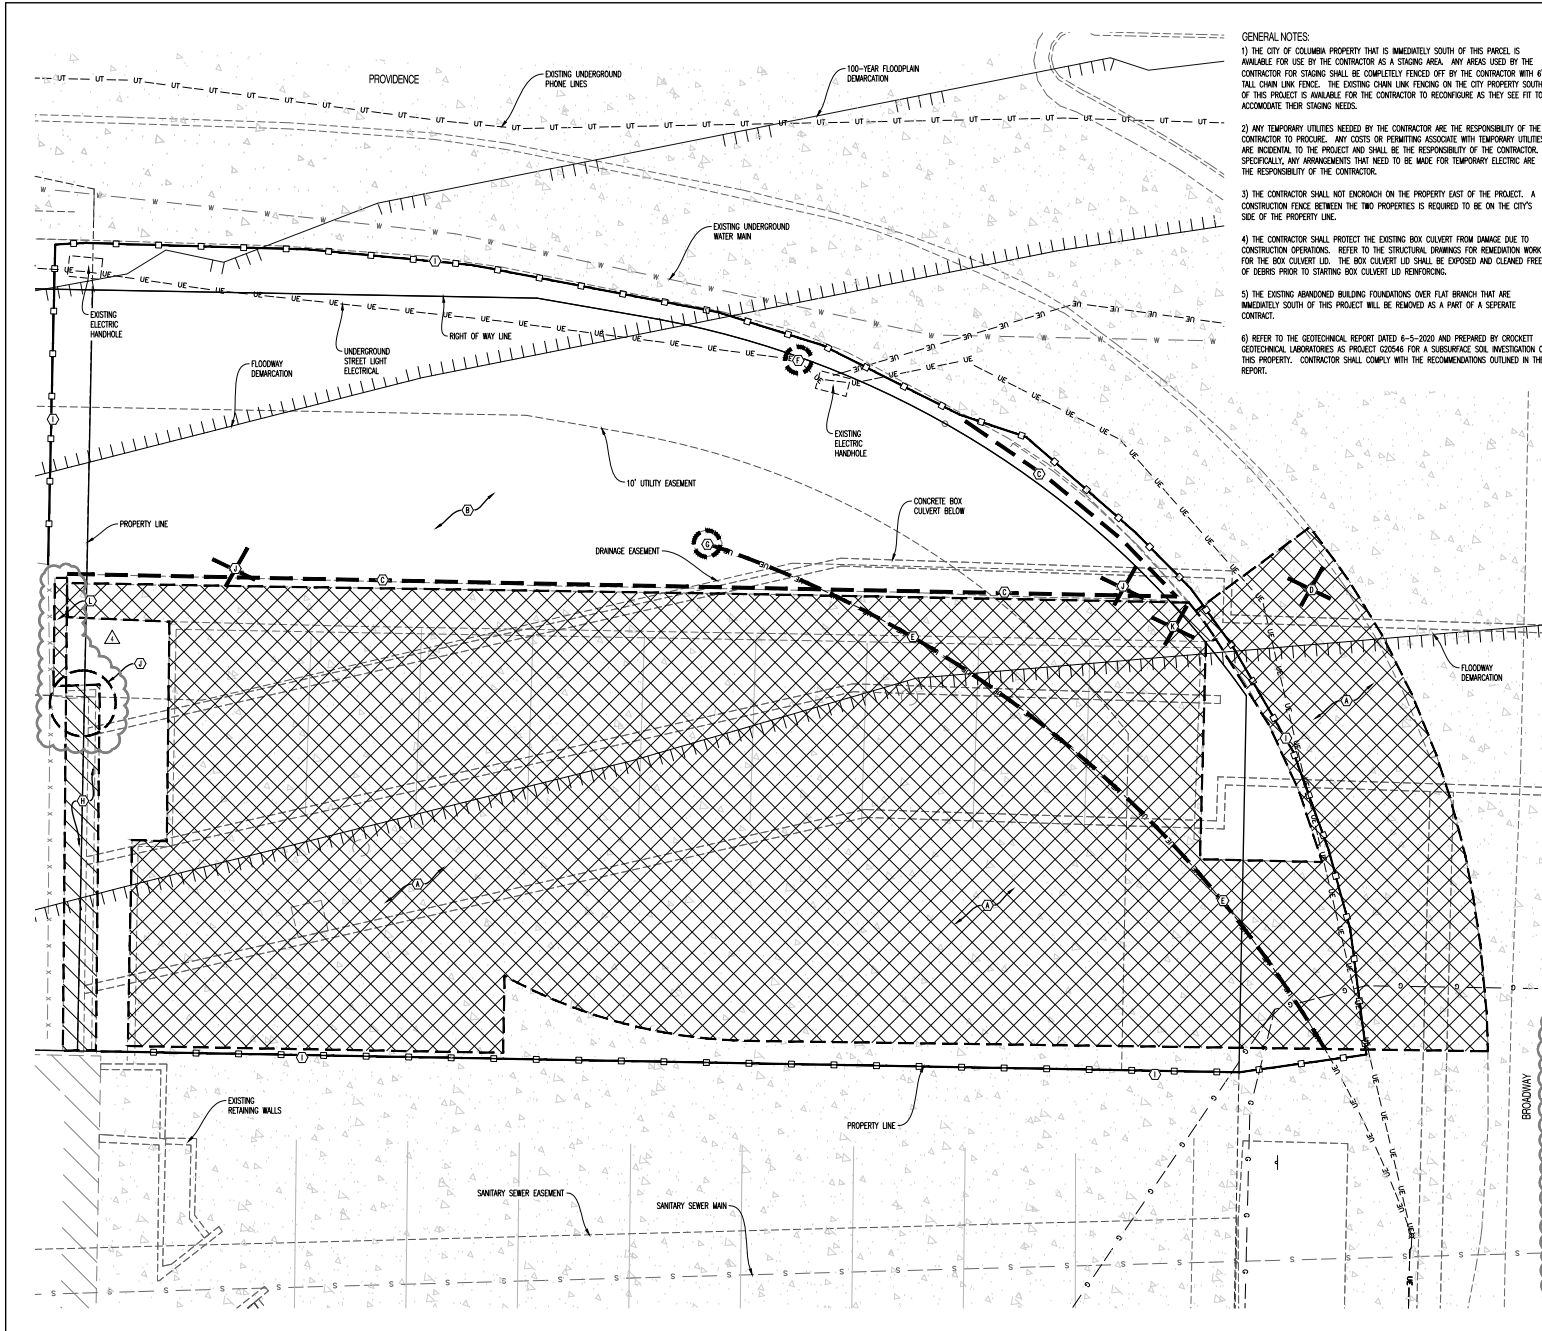 GENERAL NOTES:
1) THE CITY OF COLUMBIA PROPERTY THAT IS IMMEDIATELY SOUTH OF THIS PARCEL IS
AVAILABLE FOR USE BY THE CONTRACTOR AS A STAGING AREA. ANY AREAS USED BY THE
CONTRACTOR FOR STAGING SHALL BE COMPLETELY FENCED OFF BY THE CONTRACTOR WITH 6'
TALL CHAIN LINK FENCE. THE EXISTING CHAIN LINK FENCING ON THE CITY PROPERTY SOUTH
OF THIS PROJECT IS AVAILABLE FOR THE CONTRACTOR TO RECONFIGURE AS THEY SEE FIT TO
ACCOMODATE THEIR STAGING NEEDS.
2) ANY TEMPORARY UTILITIES NEEDED BY THE CONTRACTOR ARE THE RESPONSIBILITY OF THE
CONTRACTOR TO PROCURE. ANY COSTS OR PERMITTING ASSOCIATE WITH TEMPORARY UTILITIES
ARE INCIDENTAL TO THE PROJECT AND SHALL BE THE RESPONSIBILITY OF THE CONTRACTOR.
SPECIFICALLY, ANY ARRANGEMENTS THAT NEED TO BE MADE FOR TEMPORARY ELECTRIC ARE
THE RESPONSIBILITY OF THE CONTRACTOR.
3) THE CONTRACTOR SHALL NOT ENCROACH ON THE PROPERTY EAST OF THE PROJECT. A
CONSTRUCTION FENCE BETWEEN THE TWO PROPERTIES IS REQUIRED TO BE ON THE CITY'S
SIDE OF THE PROPERTY LINE.
4) THE CONTRACTOR SHALL PROTECT THE EXISTING BOX CULVERT FROM DAMAGE DUE TO
CONSTRUCTION OPERATIONS. REFER TO THE STRUCTURAL DRAWINGS FOR REMEDIATION WORK
FOR THE BOX CULVERT LID. THE BOX CULVERT LID SHALL BE EXPOSED AND CLEANED FREE
OF DEBRIS PRIOR TO STARTING BOX CULVERT LID REINFORCING.
5) THE EXISTING ABANDONED BUILDING FOUNDATIONS OVER FLAT BRANCH THAT ARE
IMMEDIATELY SOUTH OF THIS PROJECT WILL BE REMOVED AS A PART OF A SEPERATE
CONTRACT.
6) REFER TO THE GEOTECHNICAL REPORT DATED 6-5-2020 AND PREPARED BY CROCKETT
GEOTECHNICAL LABORATORIES AS PROJECT G20546 FOR A SUBSURFACE SOIL INVESTIGATION
THIS PROPERTY. CONTRACTOR SHALL COMPLY WITH THE RECOMMENDATIONS OUTLINED IN THE
REPORT.
PROVIDENCE
EXISTING UNDERGROUND
PHONE LINES
100-YEAR FLOODPLAIN
DEMARCATION
EXISTING UNDERGROUND
WATER MAIN
EXISTING
ELECTRIC
HANDHOLE
UNDERGROUND
STREET LIGHT
ELECTRICAL
RIGHT OF WAY LINE
FLOODWAY
DEMARCATION
EXISTING
ELECTRIC
HANDHOLE
10' UTILITY EASEMENT
CONCRETE BOX
CULVERT BELOW
PROPERTY LINE
DRAINAGE EASEMENT
FLOODWAY
DEMARCATION
EXISTING
RETAINING WALLS
PROPERTY LINE
BROADWAY
SANITARY SEWER EASEMENT
SANITARY SEWER MAIN